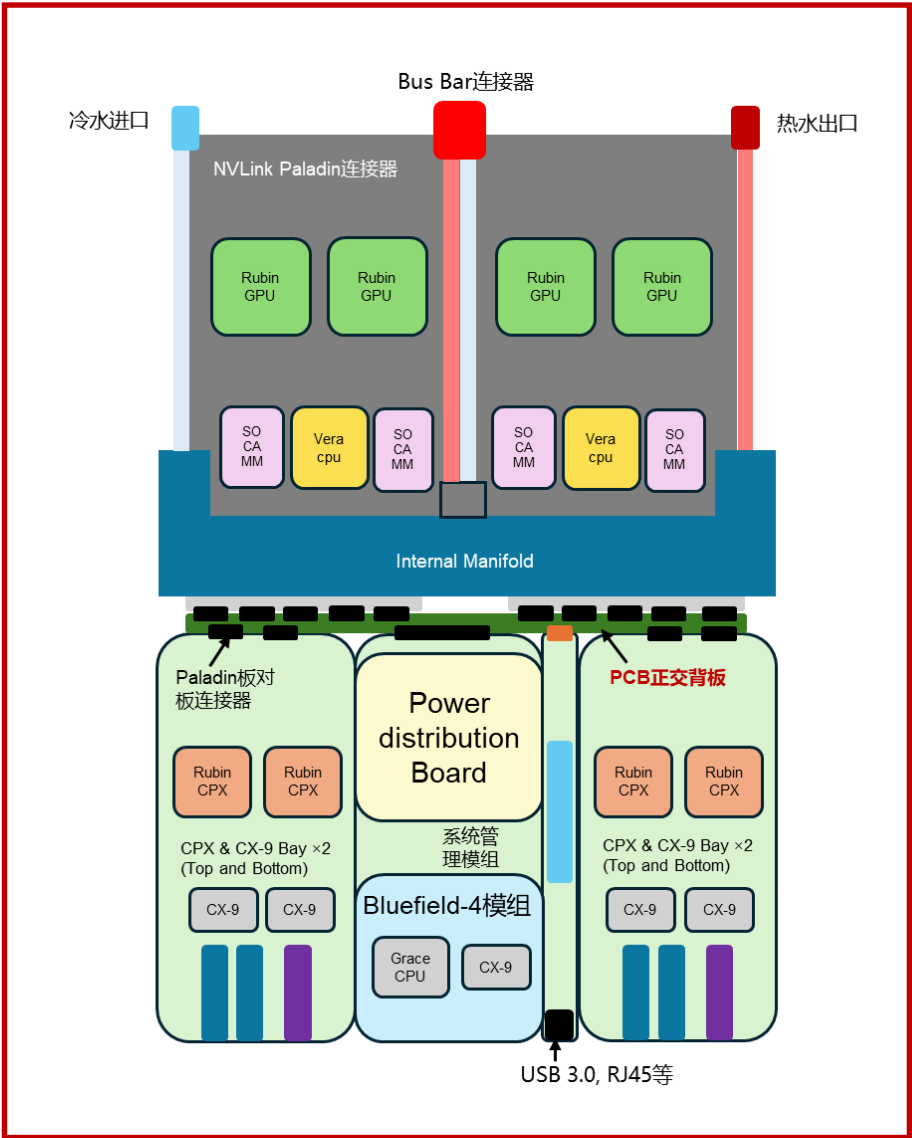 Bus Bar连接器
冷水进口
热水出口
NVLink Paladin连接器
Rubin
GPU
Rubin
GPU
Rubin
GPU
Rubin
GPU
SO
CA
MM
Vera
cpu
SO
CA
MM
SO
CA
MM
Vera
cpu
SO
CA
MM
Internal Manifold
Paladin板对
板连接器
PCB正交背板
Power
distribution
Board
Rubin
CPX
Rubin
CPX
Rubin
CPX
Rubin
CPX
系统管
理模组
CPX & CX-9 Bay ×2
(Top and Bottom)
CPX & CX-9 Bay ×2
(Top and Bottom)
CX-9
CX-9
Bluefield-4模组
CX-9
CX-9
Grace
CPU
CX-9
USB 3.0, RJ45等